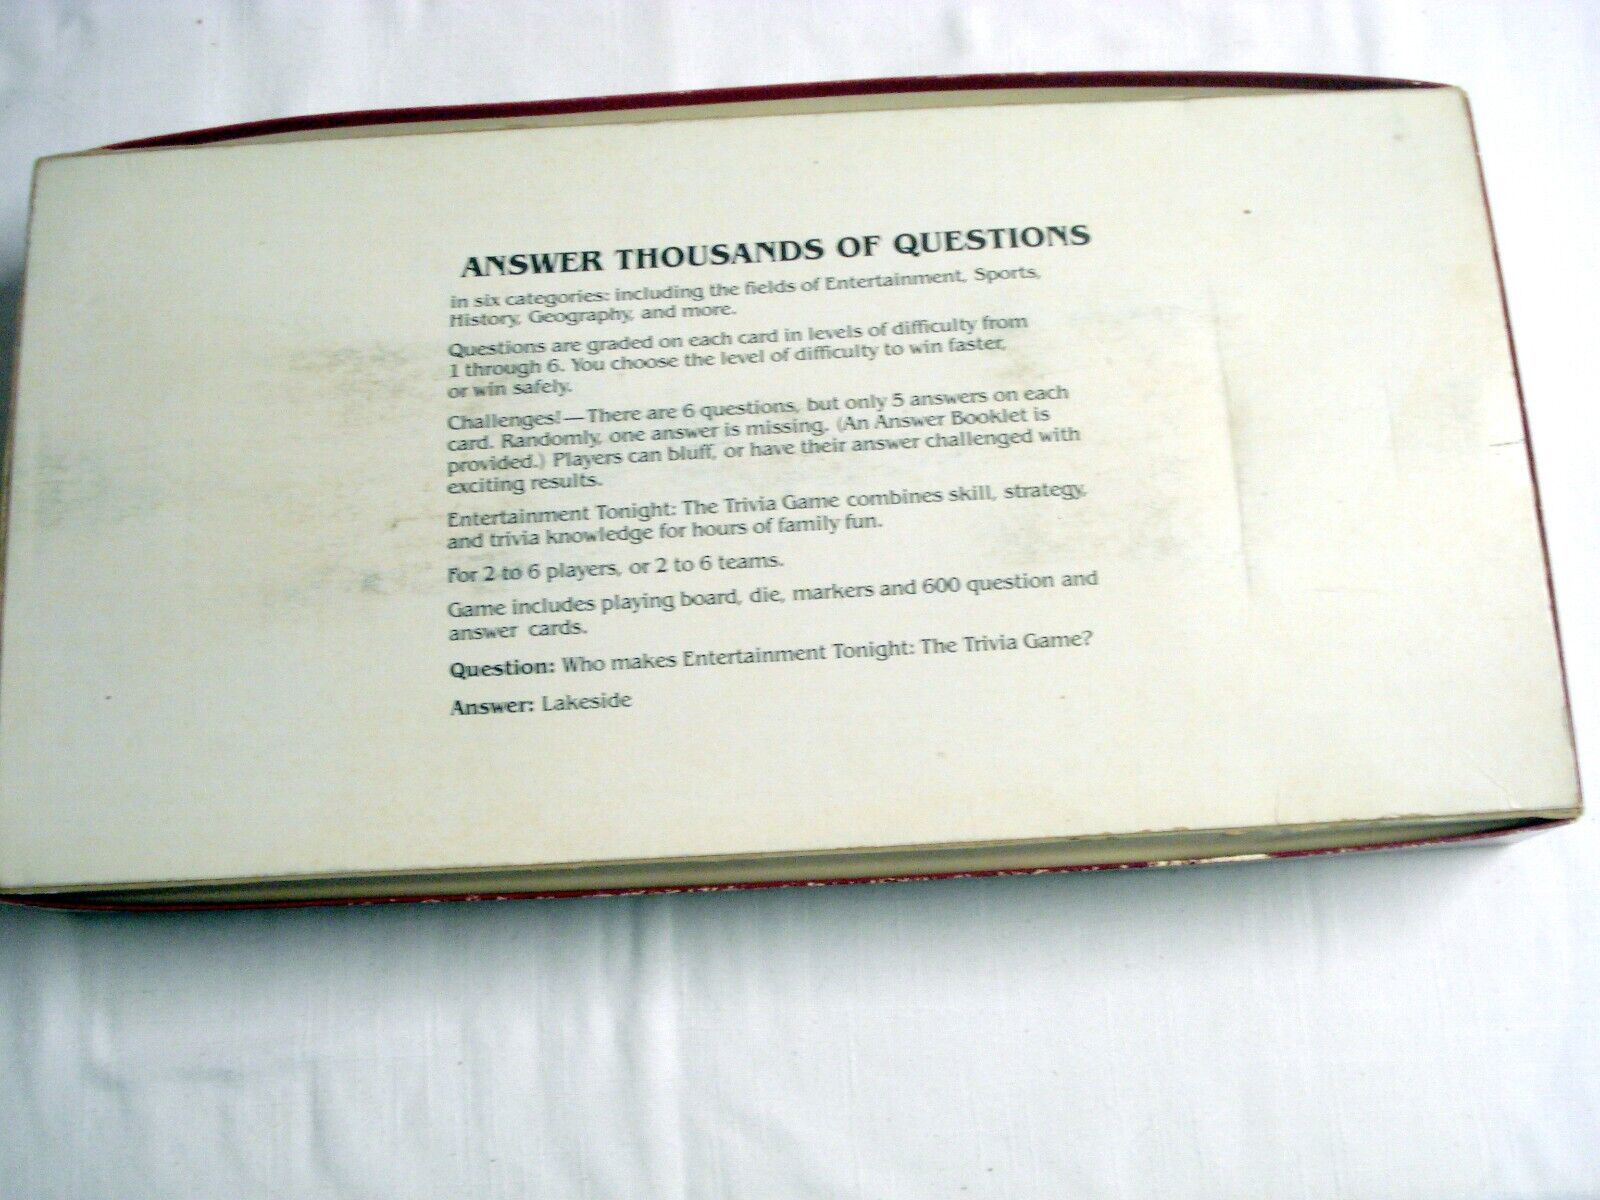 ANSWER THOUSANDS OF QUESTIONS
in six categories: including the fields of Entertainment, Sports,
History, Geography, and more.
Questions are graded on each card in levels of difficulty from
1 through 6. You choose the level of difficulty to win faster,
or win safely.
Challenges!—There are 6 questions, but only 5 answers on each
card. Randomly, one answer is missing. (An Answer Booklet is
provided.) Players can bluff, or have their answer challenged with
exciting results.
Entertainment Tonight: The Trivia Game combines skill, strategy,
and trivia knowledge for hours of family fun.
For 2 to 6 players, or 2 to 6 teams.
Game includes playing board, die, markers and 600 question and
answer cards.
Question: Who makes Entertainment Tonight: The Trivia Game?
Answer: Lakeside